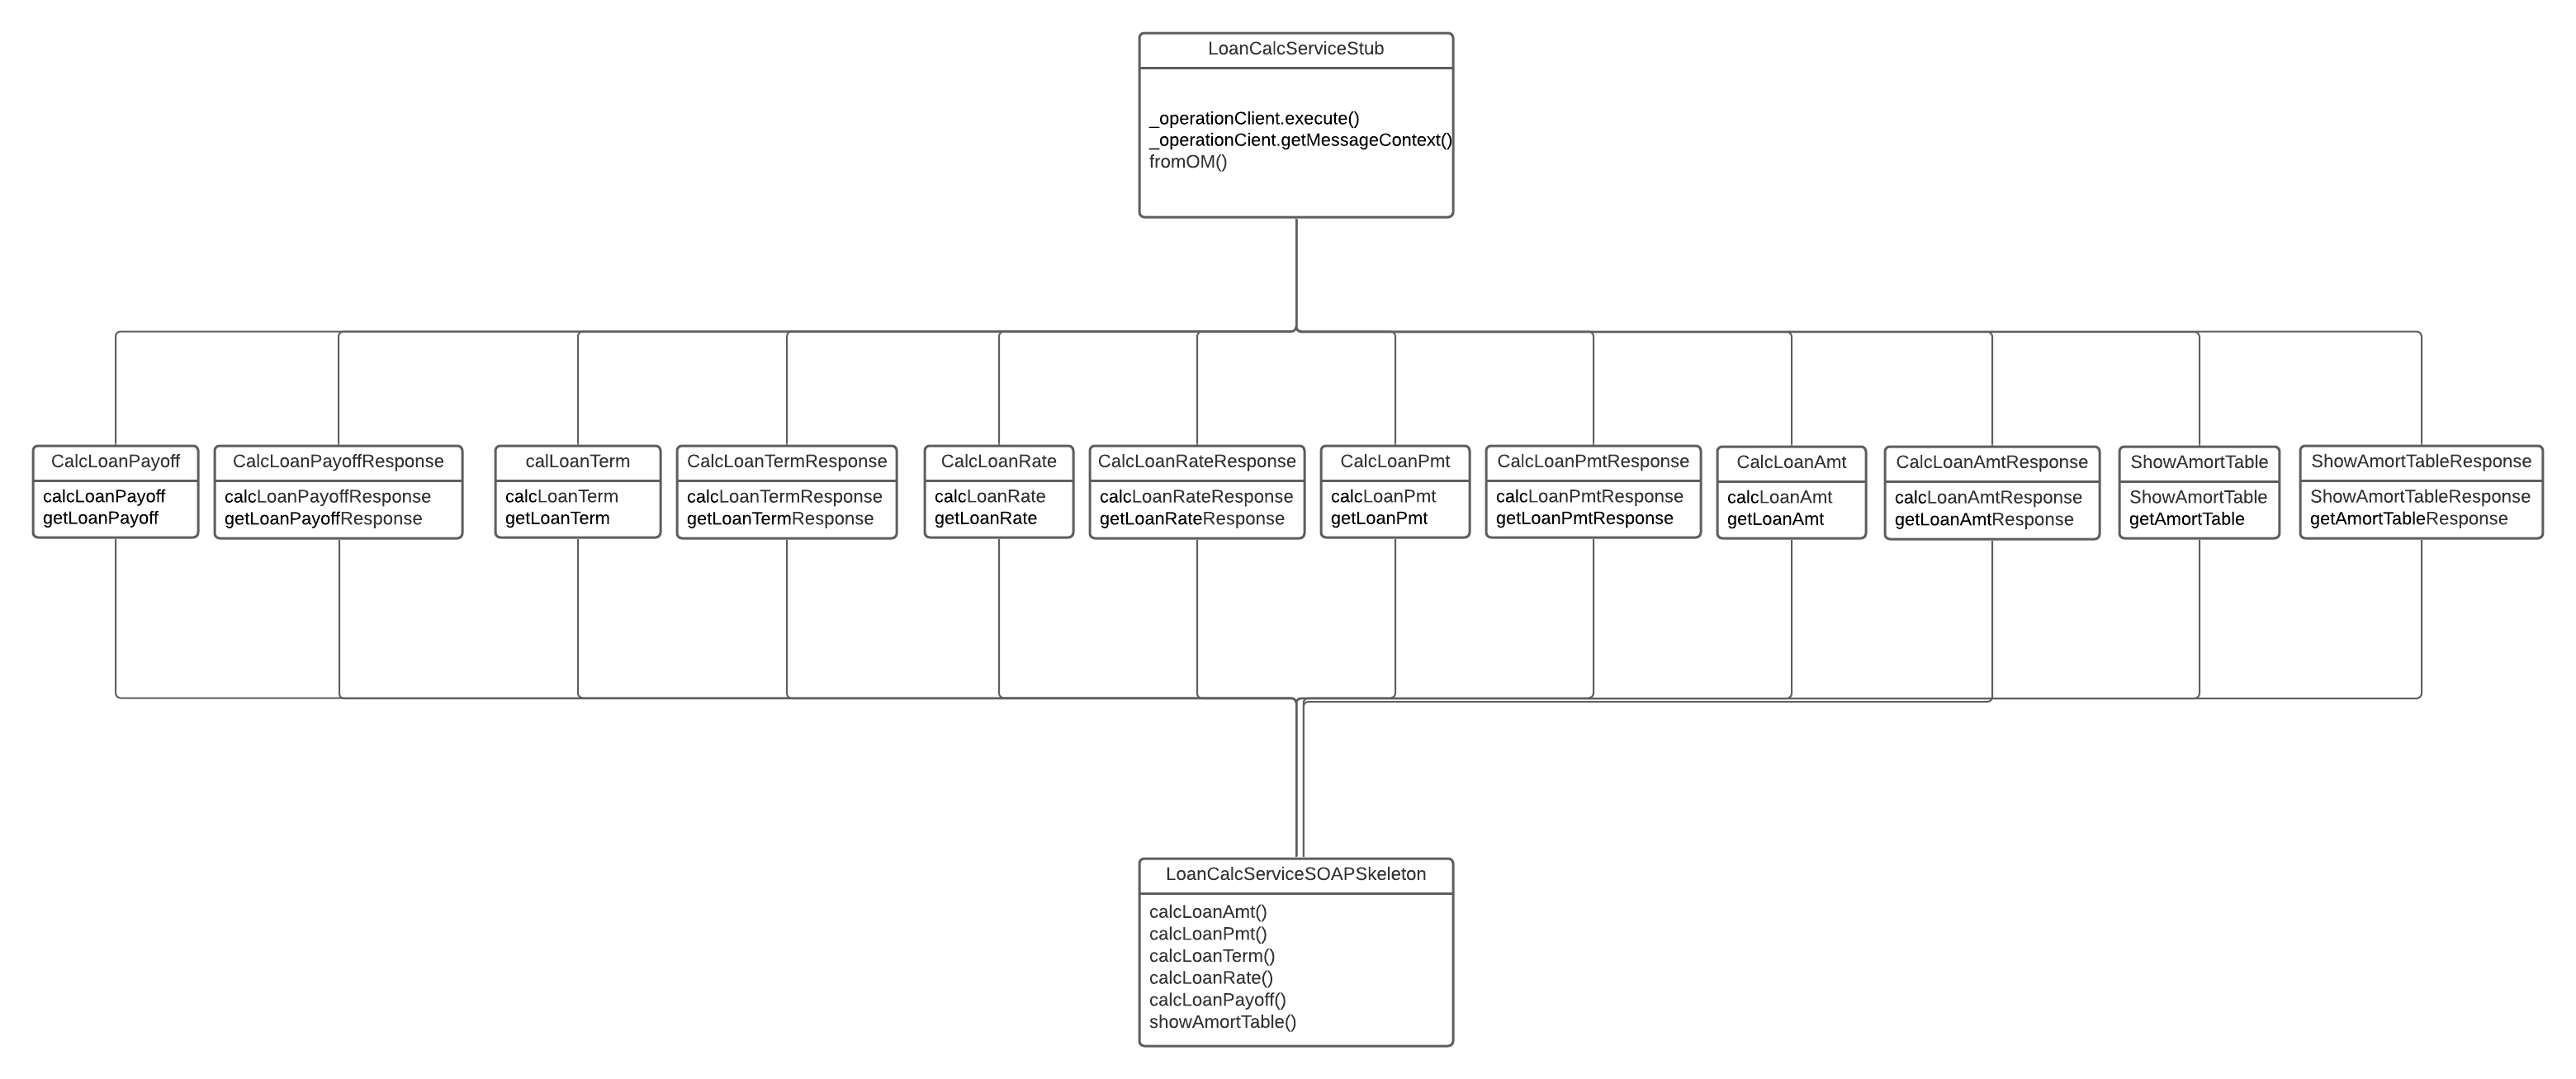 LoanCalcServiceStub
_operationClient.execute()
_operationCient.getMessageContext()
fromOM()
CalcLoanPayoff
calcLoanPayoff
getLoanPayoff
CalcLoanPayoffResponse
calcLoanPayoffResponse
getLoanPayoffResponse
calLoanTerm
calcLoanTerm
getLoanTerm
CalcLoanTermResponse
calcLoanTermResponse
getLoanTermResponse
CalcLoanRate
calcLoanRate
getLoanRate
CalcLoanRateResponse
calcLoanRateResponse
getLoanRateResponse
CalcLoanPmt
calcLoanPmt
getLoanPmt
CalcLoanPmtResponse
calcLoanPmtResponse
getLoanPmtResponse
CalcLoanAmt
calcLoanAmt
getLoanAmt
CalcLoanAmtResponse
calcLoanAmtResponse
getLoanAmtResponse
ShowAmortTable
ShowAmortTable
getAmortTable
ShowAmortTableResponse
ShowAmortTableResponse
getAmortTableResponse
LoanCalcServiceSOAPSkeleton
calcLoanAmt()
calcLoanPmt()
calcLoanTerm()
calcLoanRate()
calcLoanPayoff()
showAmortTable()